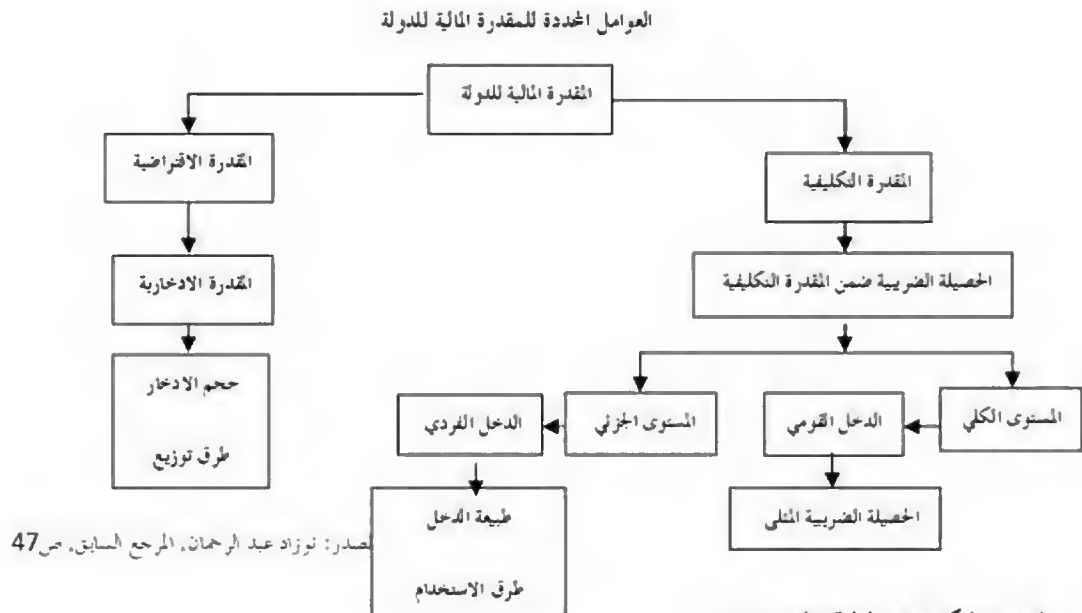 العوامل المحددة للمقدرة المالية للدولة
المقدرة المالية للدولة
المقدرة التكليفية
المقدرة الاقتراضية
الحصيلة الضريبية ضمن المقدرة التكليفية
المقدرة الادخارية
المستوى الكلي
الدخل القومي
المستوى الجزئي
الدخل الفردي
حجم الادخار
طرق توزيع
الحصيلة الضريبية المثلى
طبيعة الدخل
طرق الاستخدام
صدر: نوزاد عبد الرحمان، المرجع السابق، ص47